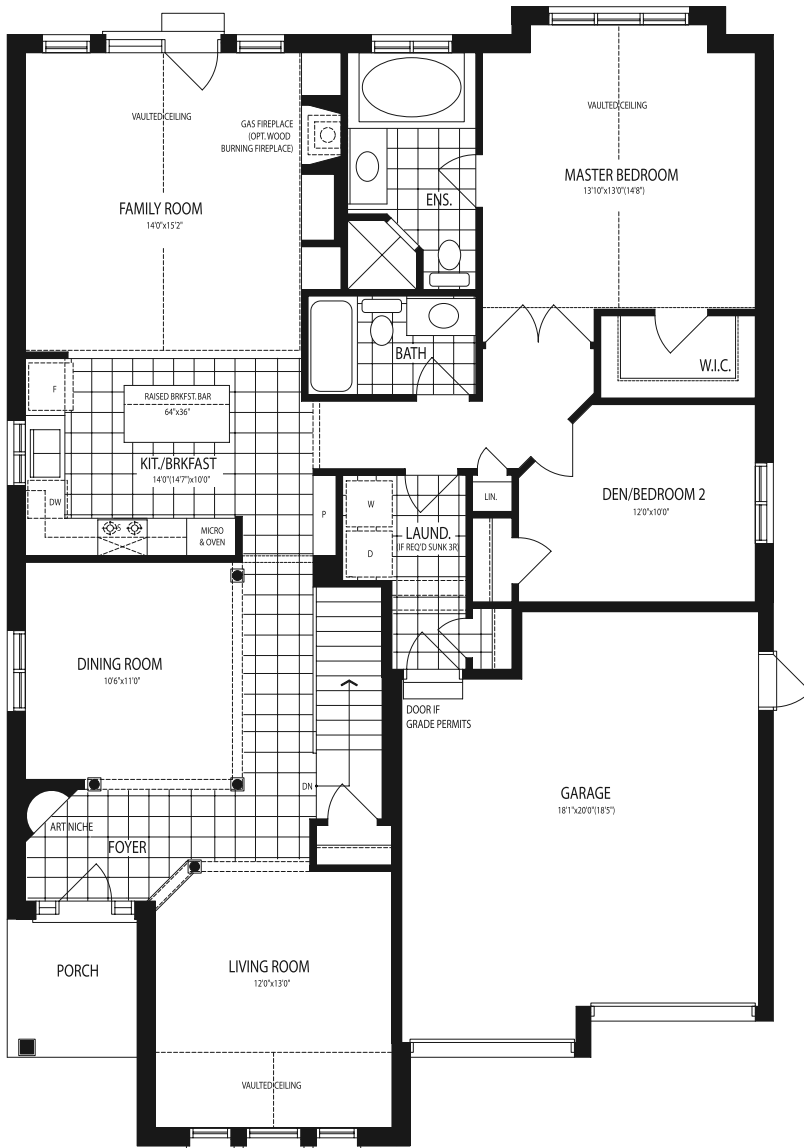 VAULTED CEILING
VAULTED CEILING
GAS FIREPLACE
(OPT. WOOD
BURNING FIREPLACE)
MASTER BEDROOM
13'10"x13'0"(14'8")
ENS.
FAMILY ROOM
14'0"x15'2"
BATH
W.I.C.
F
RAISED BRKFST. BAR
64"x36"
KIT./BRKFAST
14'0"(14'7")x10'0"
DW
S
MICRO
& OVEN
P
W
D
LAUND.
(IF REQ'D SUNK 3R)
LIN.
DEN/BEDROOM 2
12'0"x10'0"
DINING ROOM
10'6"x11'0"
DOOR IF
GRADE PERMITS
DN
GARAGE
18'1"x20'0"(18'5")
ART NICHE
FOYER
PORCH
LIVING ROOM
12'0"x13'0"
VAULTED CEILING